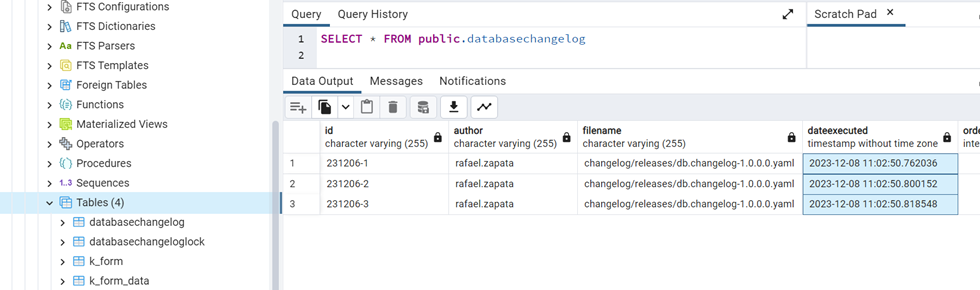 FTS Configurations
FTS Dictionaries
Aa FTS Parsers
FTS Templates
Foreign Tables
Functions
Materialized Views
Operators
Procedures
1..3 Sequences
Tables (4)
databasechangelog
databasechangeloglock
k_form
k_form_data
Query Query History
Scratch Pad ×
1 SELECT * FROM public.databasechangelog
2
Data Output Messages Notifications
id author filename dateexecuted
character varying (255) character varying (255) character varying (255) timestamp without time zone
1 231206-1 rafael.zapata changelog/releases/db.changelog-1.0.0.0.yaml 2023-12-08 11:02:50.762036
2 231206-2 rafael.zapata changelog/releases/db.changelog-1.0.0.0.yaml 2023-12-08 11:02:50.800152
3 231206-3 rafael.zapata changelog/releases/db.changelog-1.0.0.0.yaml 2023-12-08 11:02:50.818548